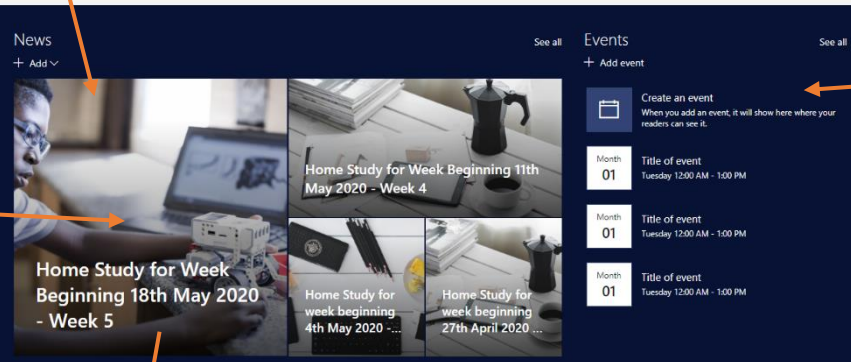 News
See all
+ Add
Home Study for Week
Beginning 18th May 2020
- Week 5
Home Study for Week Beginning 11th
May 2020 - Week 4
Home Study for
week beginning
4th May 2020 -...
Home Study for
week beginning
27th April 2020 ...
Events
See all
+ Add event
Create an event
When you add an event, it will show here where your
readers can see it.
Month
01
Title of event
Tuesday 12:00 AM - 1:00 PM
Month
01
Title of event
Tuesday 12:00 AM - 1:00 PM
Month
01
Title of event
Tuesday 12:00 AM - 1:00 PM